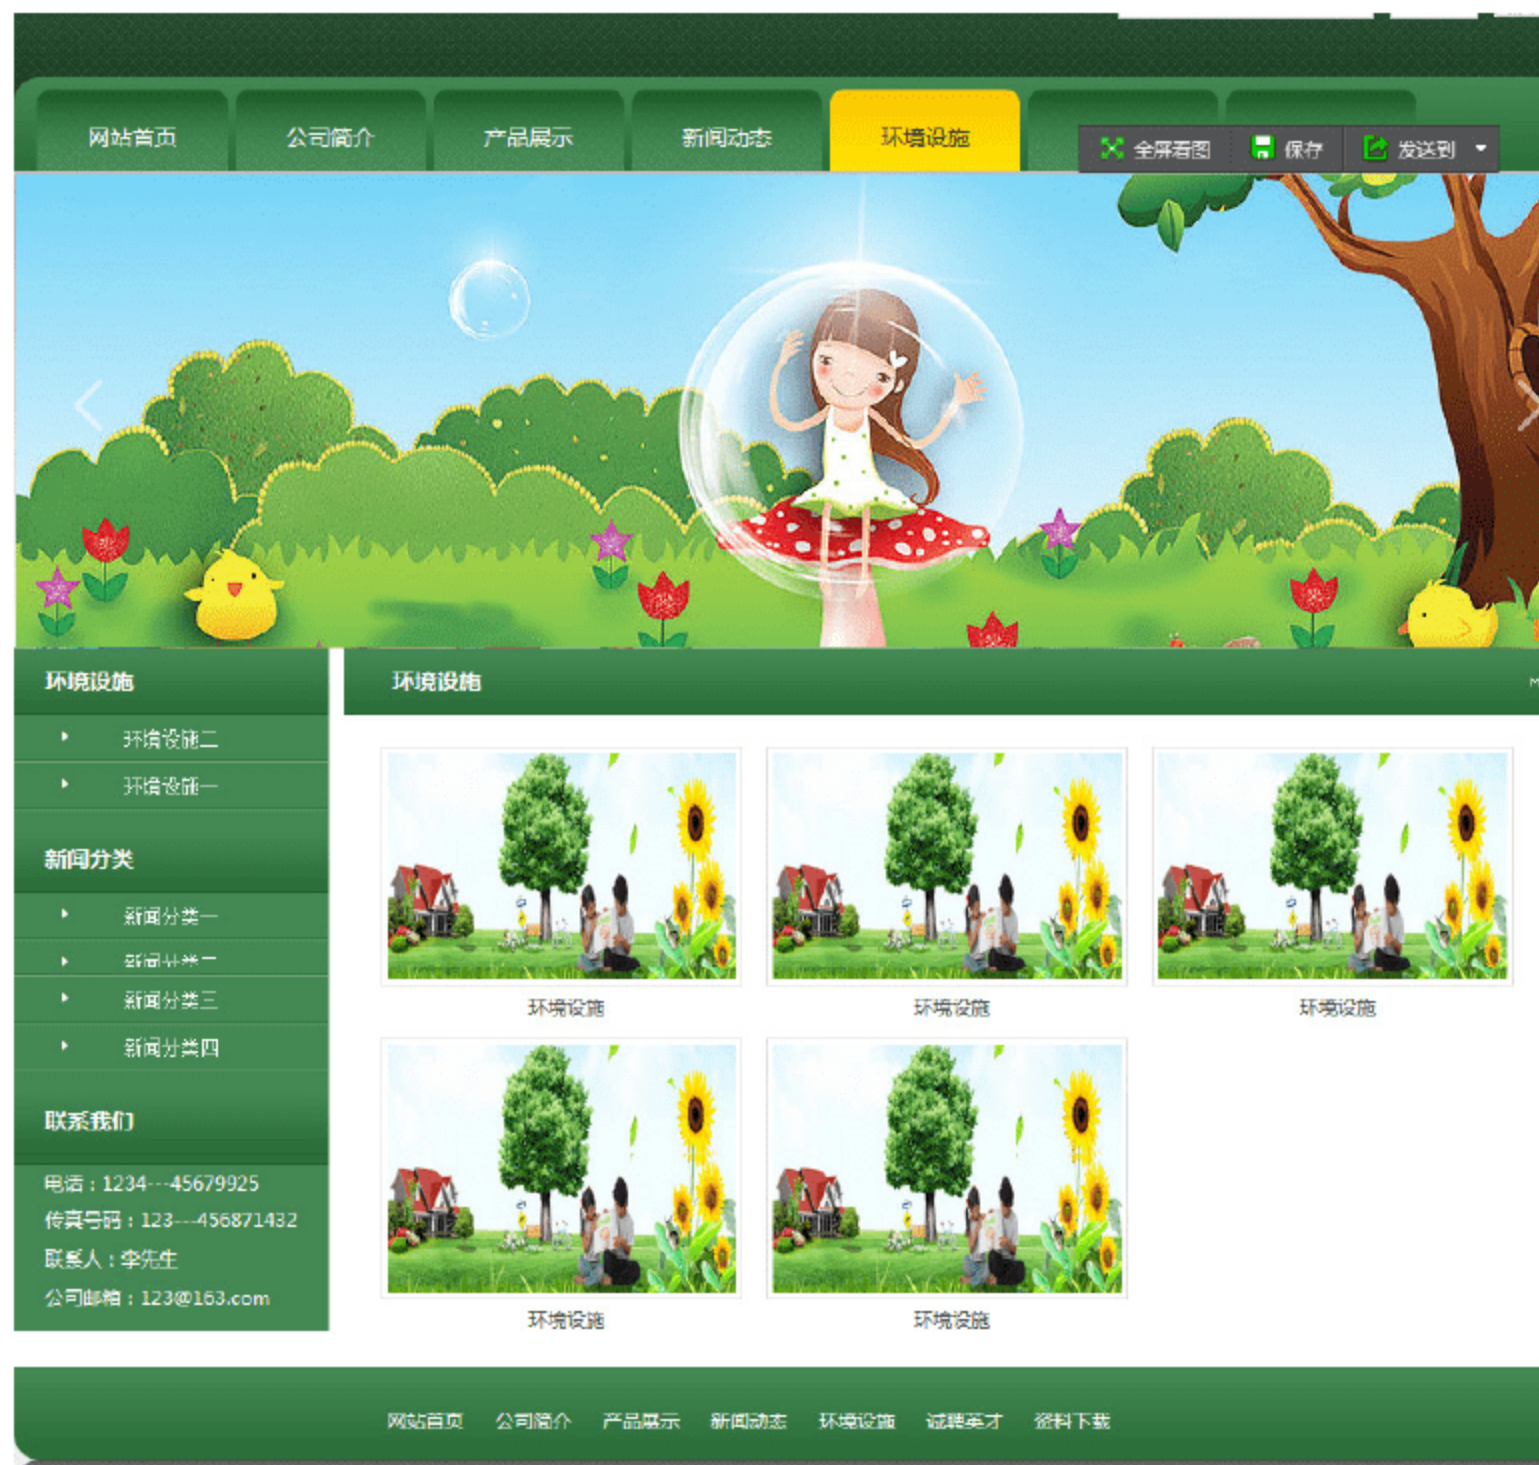 网站首页 公司简介 产品展示 新闻动态 环境设施
全屏看图 保存 发送到
环境设施
环境设施二
环境设施一
新闻分类
新闻分类一
新闻分类二
新闻分类三
新闻分类四
联系我们
电话：1234---45679925
传真号码：123---456871432
联系人：李先生
公司邮箱：123@163.com
环境设施
环境设施 环境设施 环境设施
环境设施 环境设施
网站首页 公司简介 产品展示 新闻动态 环境设施 诚聘英才 资料下载